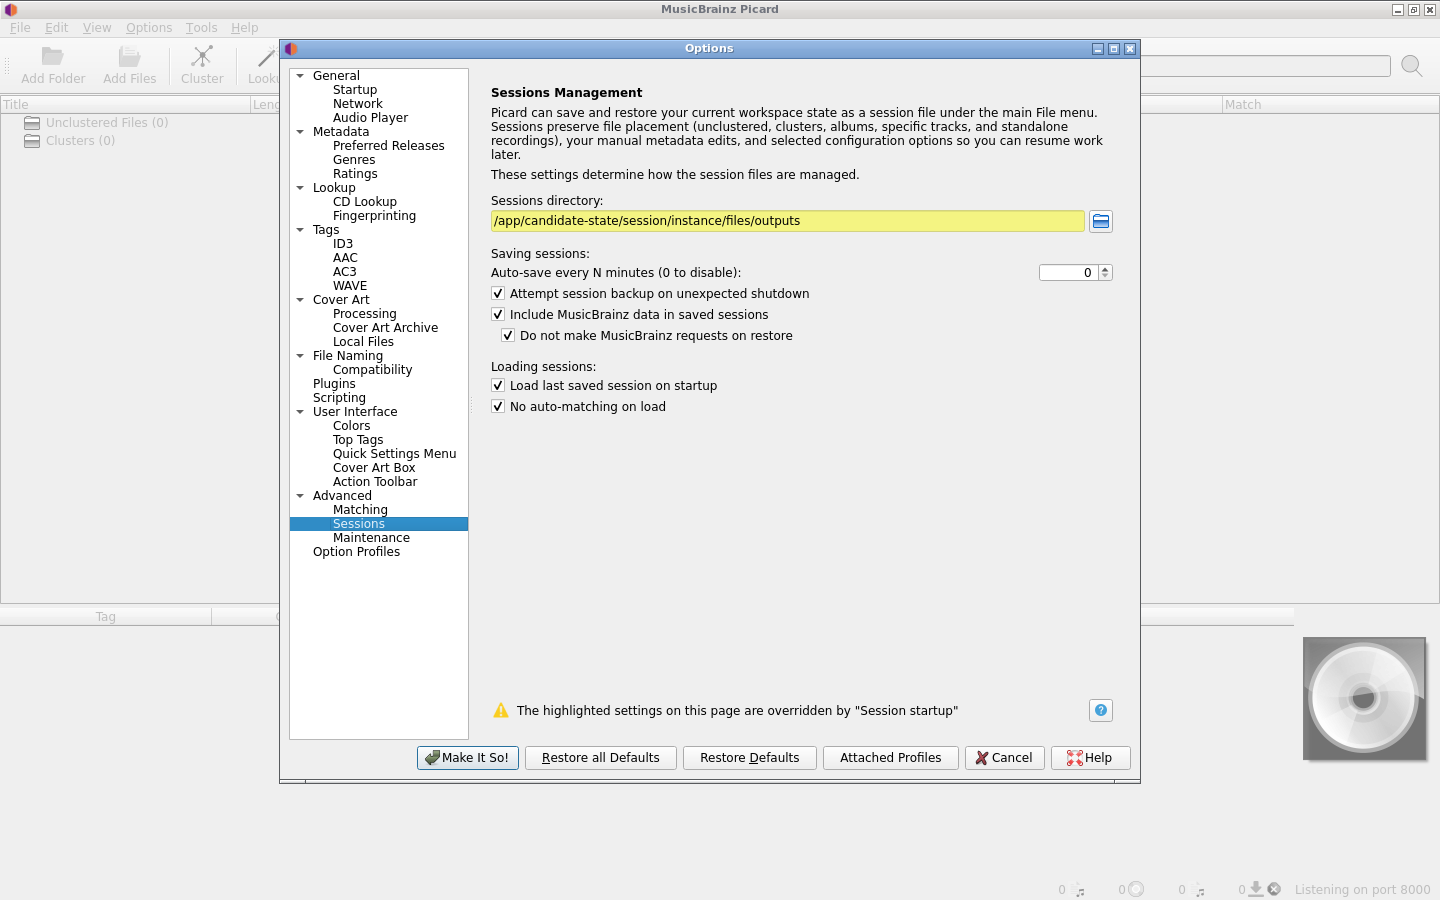 MusicBrainz Picard
File Edit View Options Tools Help
Add Folder Add Files Cluster
Options
Title
Match
Unclustered Files (0)
Clusters (0)
General
Startup
Network
Audio Player
Metadata
Preferred Releases
Genres
Ratings
Lookup
CD Lookup
Fingerprinting
Tags
ID3
AAC
AC3
WAVE
Cover Art
Processing
Cover Art Archive
Local Files
File Naming
Compatibility
Plugins
Scripting
User Interface
Colors
Top Tags
Quick Settings Menu
Cover Art Box
Action Toolbar
Advanced
Matching
Sessions
Maintenance
Option Profiles
Sessions Management
Picard can save and restore your current workspace state as a session file under the main File menu.
Sessions preserve file placement (unclustered, clusters, albums, specific tracks, and standalone
recordings), your manual metadata edits, and selected configuration options so you can resume work
later.
These settings determine how the session files are managed.
Sessions directory:
/app/candidate-state/session/instance/files/outputs
Saving sessions:
Auto-save every N minutes (0 to disable): 0
Attempt session backup on unexpected shutdown
Include MusicBrainz data in saved sessions
Do not make MusicBrainz requests on restore
Loading sessions:
Load last saved session on startup
No auto-matching on load
The highlighted settings on this page are overridden by "Session startup"
Make It So! Restore all Defaults Restore Defaults Attached Profiles Cancel Help
Tag
0 0 0 0 Listening on port 8000